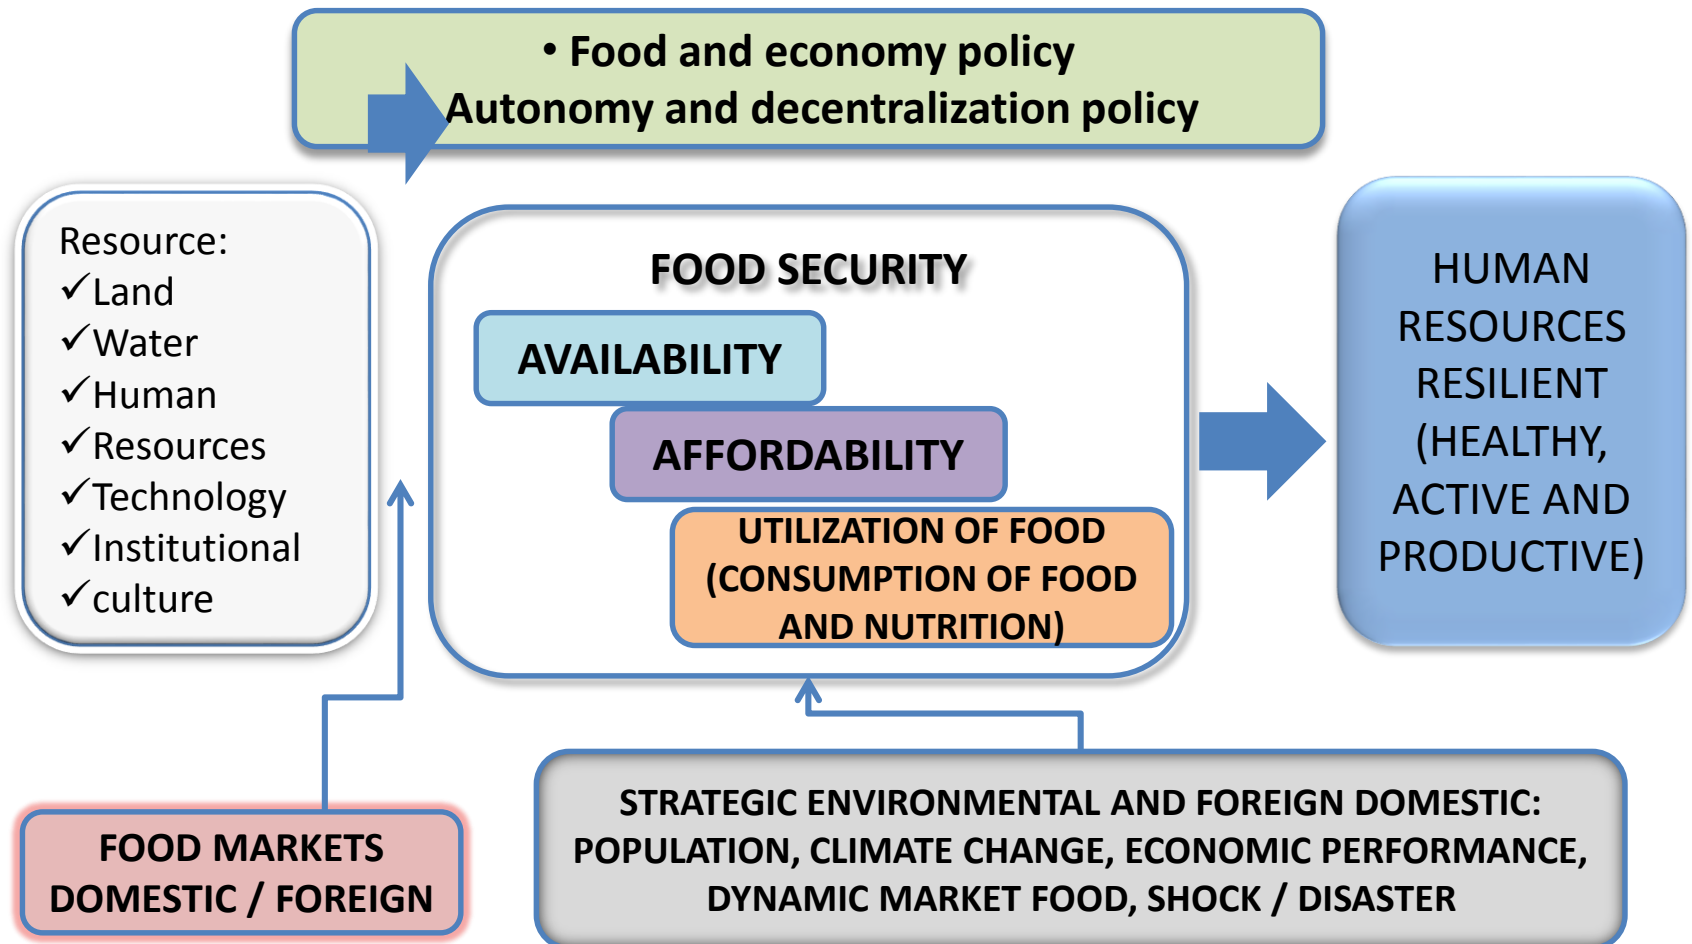 • Food and economy policy
Autonomy and decentralization policy
Resource:
✓Land
✓Water
✓Human
✓Resources
✓Technology
✓Institutional
✓culture
FOOD SECURITY
AVAILABILITY
AFFORDABILITY
UTILIZATION OF FOOD
(CONSUMPTION OF FOOD
AND NUTRITION)
HUMAN
RESOURCES
RESILIENT
(HEALTHY,
ACTIVE AND
PRODUCTIVE)
FOOD MARKETS
DOMESTIC / FOREIGN
STRATEGIC ENVIRONMENTAL AND FOREIGN DOMESTIC:
POPULATION, CLIMATE CHANGE, ECONOMIC PERFORMANCE,
DYNAMIC MARKET FOOD, SHOCK / DISASTER